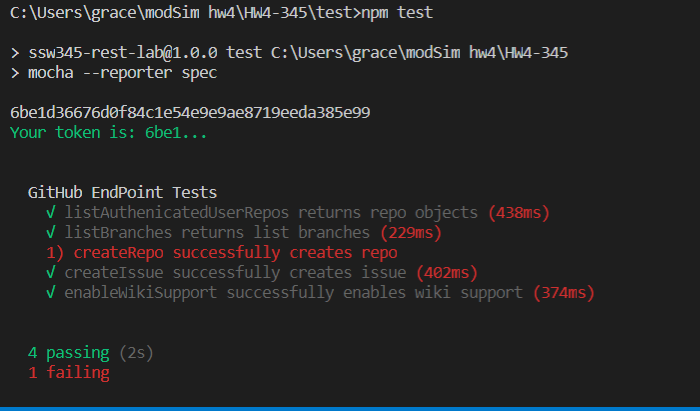 C:\Users\grace\modSim hw4\HW4-345\test>npm test
> ssw345-rest-lab@1.0.0 test C:\Users\grace\modSim hw4\HW4-345
> mocha --reporter spec
6be1d36676d0f84c1e54e9e9ae8719eeda385e99
Your token is: 6be1...
GitHub EndPoint Tests
√ listAuthenicatedUserRepos returns repo objects (438ms)
√ listBranches returns list branches (229ms)
1) createRepo successfully creates repo
√ createIssue successfully creates issue (402ms)
√ enableWikiSupport successfully enables wiki support (374ms)
4 passing (2s)
1 failing